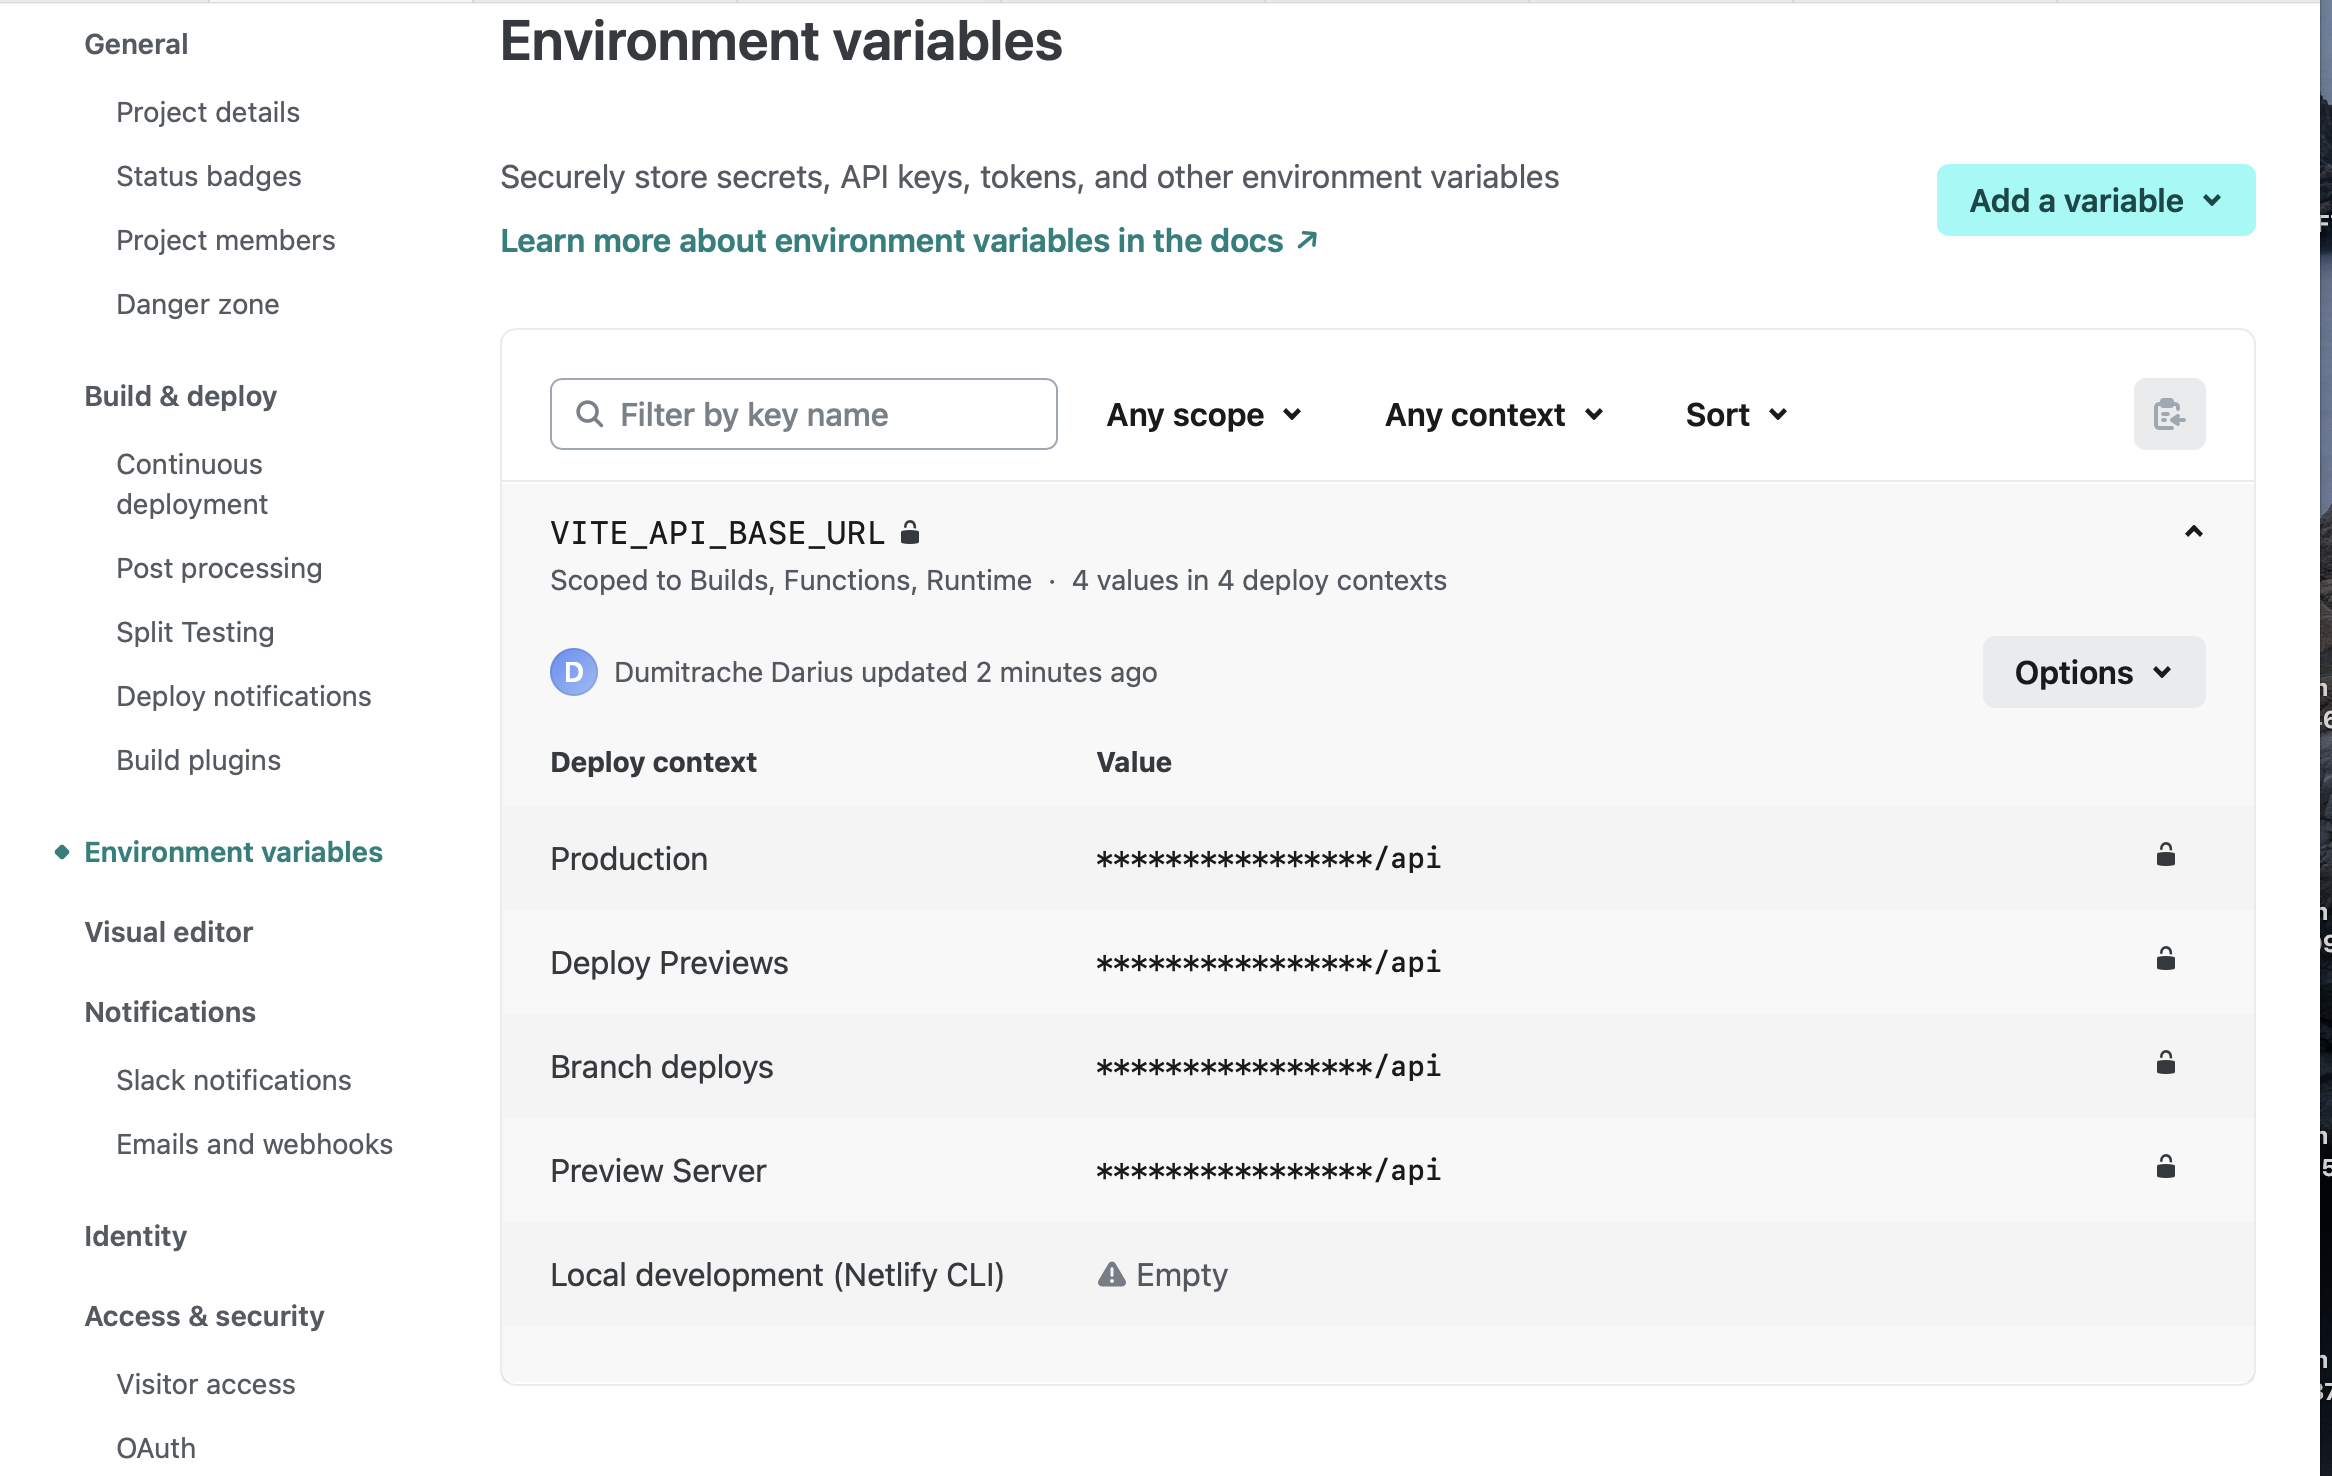 General
Project details
Status badges
Project members
Danger zone
Build & deploy
Continuous
deployment
Post processing
Split Testing
Deploy notifications
Build plugins
Environment variables
Visual editor
Notifications
Slack notifications
Emails and webhooks
Identity
Access & security
Visitor access
OAuth
Environment variables
Securely store secrets, API keys, tokens, and other environment variables
Learn more about environment variables in the docs ↗
Add a variable
Filter by key name
Any scope
Any context
Sort
VITE_API_BASE_URL
Scoped to Builds, Functions, Runtime · 4 values in 4 deploy contexts
D Dumitrache Darius updated 2 minutes ago
Options
Deploy context Value
Production ****************/api
Deploy Previews ****************/api
Branch deploys ****************/api
Preview Server ****************/api
Local development (Netlify CLI) Empty